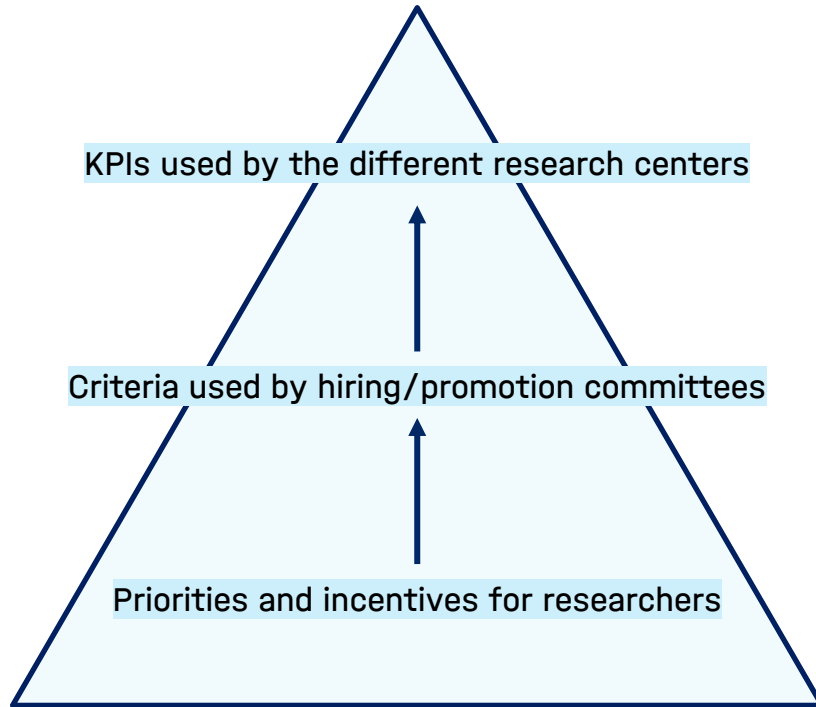 KPIs used by the different research centers
Criteria used by hiring/promotion committees
Priorities and incentives for researchers